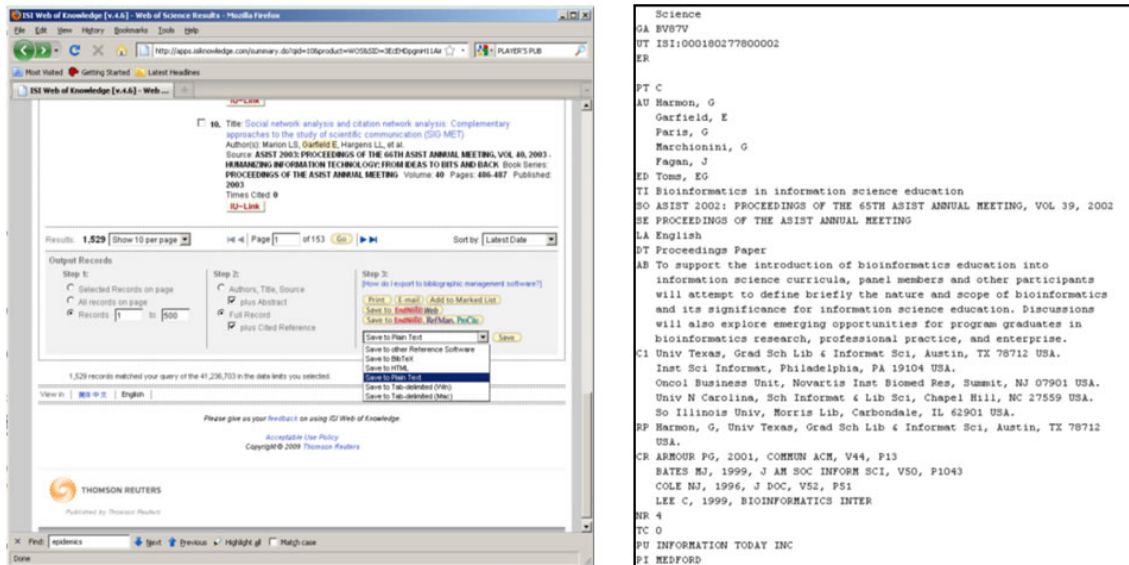 ISI Web of Knowledge [v.4.6] - Web of Science Results - Mozilla Firefox
File Edit View History Bookmarks Tools Help
PLAYER'S PUB
Most Visited Getting Started Latest Headlines
ISI Web of Knowledge [v.4.6] - Web ...
IU-Link
10. Title: Social network analysis and citation network analysis: Complementary
approaches to the study of scientific communication (SIG MET)
Author(s): Marion LS, Garfield E, Hargens LL, et al.
Source: ASIST 2003: PROCEEDINGS OF THE 66TH ASIST ANNUAL MEETING, VOL 40, 2003 -
HUMANIZING INFORMATION TECHNOLOGY: FROM IDEAS TO BITS AND BACK Book Series:
PROCEEDINGS OF THE ASIST ANNUAL MEETING Volume: 40 Pages: 486-487 Published:
2003
Times Cited: 0
IU-Link
Results: 1,529 Show 10 per page Page 1 of 153 Go Sort by: Latest Date
Output Records
Step 1:
Selected Records on page
All records on page
Records 1 to 500
Step 2:
Authors, Title, Source
plus Abstract
Full Record
plus Cited Reference
Step 3:
[How do I export to bibliographic management software?]
Print E-mail Add to Marked List
Save to EndNote Web
Save to EndNote, RefMan, ProCite
Save to Plain Text Save
Save to other Reference Software
Save to BibTeX
Save to HTML
Save to Plain Text
Save to Tab-delimited (Win)
Save to Tab-delimited (Mac)
1,529 records matched your query of the 41,236,703 in the data limits you selected.
View in | 简体中文 | English |
Please give us your feedback on using ISI Web of Knowledge.
Acceptable Use Policy
Copyright © 2009 Thomson Reuters
THOMSON REUTERS
Published by Thomson Reuters
Find: epidemics Next Previous Highlight all Match case
Done
Science
GA BV87V
UT ISI:000180277800002
ER
PT C
AU Harmon, G
Garfield, E
Paris, G
Marchionini, G
Fagan, J
ED Toms, EG
TI Bioinformatics in information science education
SO ASIST 2002: PROCEEDINGS OF THE 65TH ASIST ANNUAL MEETING, VOL 39, 2002
SE PROCEEDINGS OF THE ASIST ANNUAL MEETING
LA English
DT Proceedings Paper
AB To support the introduction of bioinformatics education into
information science curricula, panel members and other participants
will attempt to define briefly the nature and scope of bioinformatics
and its significance for information science education. Discussions
will also explore emerging opportunities for program graduates in
bioinformatics research, professional practice, and enterprise.
C1 Univ Texas, Grad Sch Lib & Informat Sci, Austin, TX 78712 USA.
Inst Sci Informat, Philadelphia, PA 19104 USA.
Oncol Business Unit, Novartis Inst Biomed Res, Summit, NJ 07901 USA.
Univ N Carolina, Sch Informat & Lib Sci, Chapel Hill, NC 27559 USA.
So Illinois Univ, Morris Lib, Carbondale, IL 62901 USA.
RP Harmon, G, Univ Texas, Grad Sch Lib & Informat Sci, Austin, TX 78712
USA.
CR ARMOUR PG, 2001, COMMUN ACM, V44, P13
BATES MJ, 1999, J AM SOC INFORM SCI, V50, P1043
COLE NJ, 1996, J DOC, V52, P51
LEE C, 1999, BIOINFORMATICS INTER
NR 4
TC 0
PU INFORMATION TODAY INC
PI MEDFORD